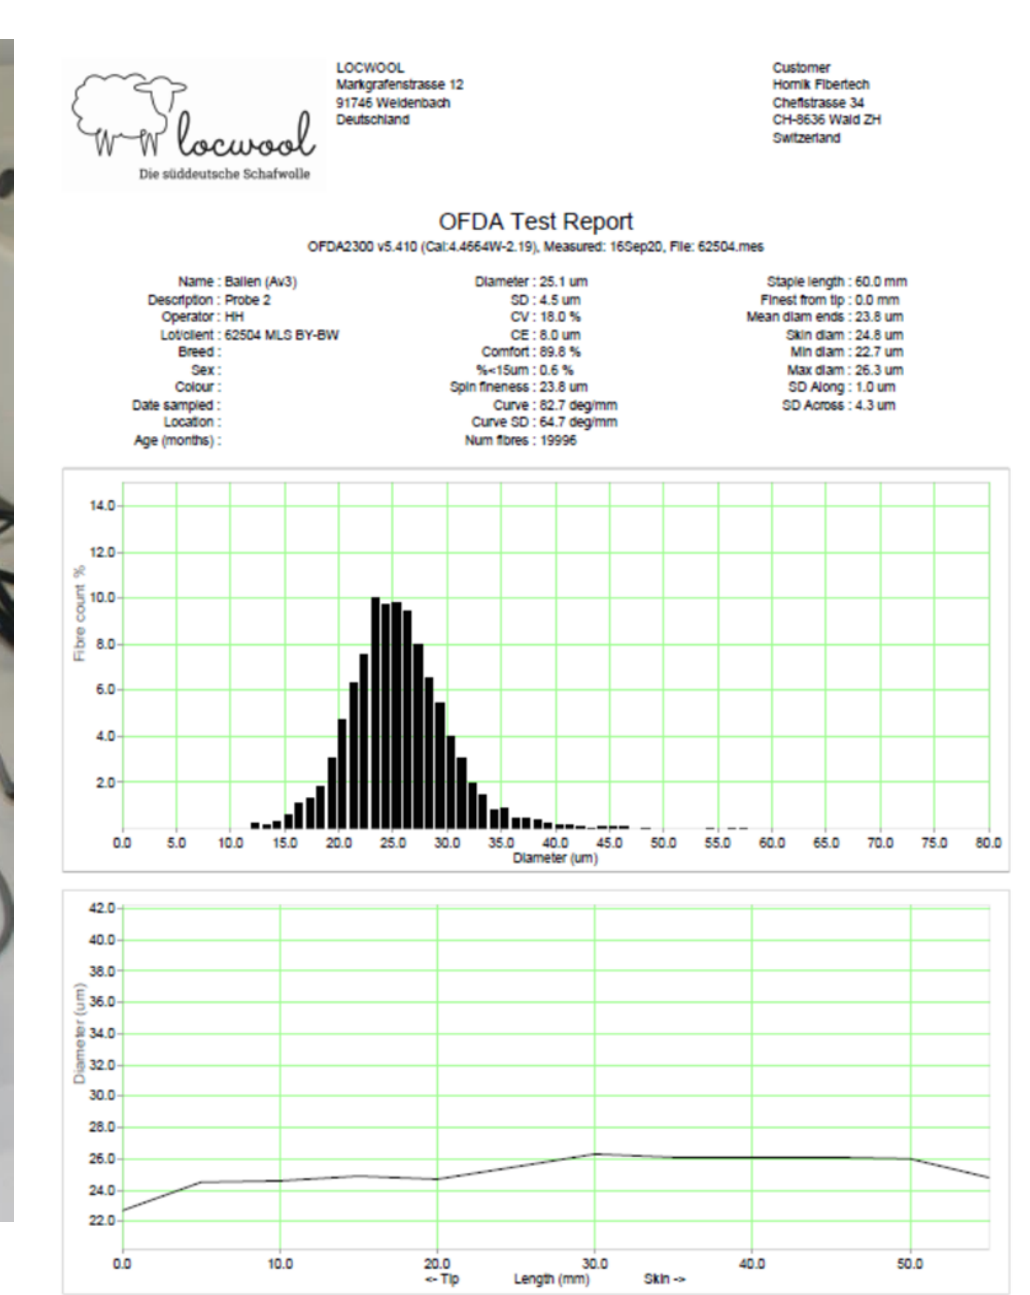 locwool
Die süddeutsche Schafwolle
LOCWOOL
Markgrafenstrasse 12
91746 Weidenbach
Deutschland
Customer
Hornik Fibertech
Chefistrasse 34
CH-8636 Wald ZH
Switzerland
OFDA Test Report
OFDA2300 v5.410 (Cal:4.4664W-2.19), Measured: 16Sep20, File: 62504.mes
Name : Ballen (Av3)
Description : Probe 2
Operator : HH
Lot/client : 62504 MLS BY-BW
Breed :
Sex :
Colour :
Date sampled :
Location :
Age (months) :
Diameter : 25.1 um
SD : 4.5 um
CV : 18.0 %
CE : 8.0 um
Comfort : 89.8 %
%<15um : 0.6 %
Spin fineness : 23.8 um
Curve : 82.7 deg/mm
Curve SD : 64.7 deg/mm
Num fibres : 19996
Staple length : 60.0 mm
Finest from tip : 0.0 mm
Mean diam ends : 23.8 um
Skin diam : 24.8 um
Min diam : 22.7 um
Max diam : 26.3 um
SD Along : 1.0 um
SD Across : 4.3 um
Fibre count %
14.0
12.0
10.0
8.0
6.0
4.0
2.0
0.0 5.0 10.0 15.0 20.0 25.0 30.0 35.0 40.0 45.0 50.0 55.0 60.0 65.0 70.0 75.0 80.0
Diameter (um)
Diameter (um)
42.0
40.0
38.0
36.0
34.0
32.0
30.0
28.0
26.0
24.0
22.0
0.0 10.0 20.0 30.0 40.0 50.0
<- Tip Length (mm) Skin ->